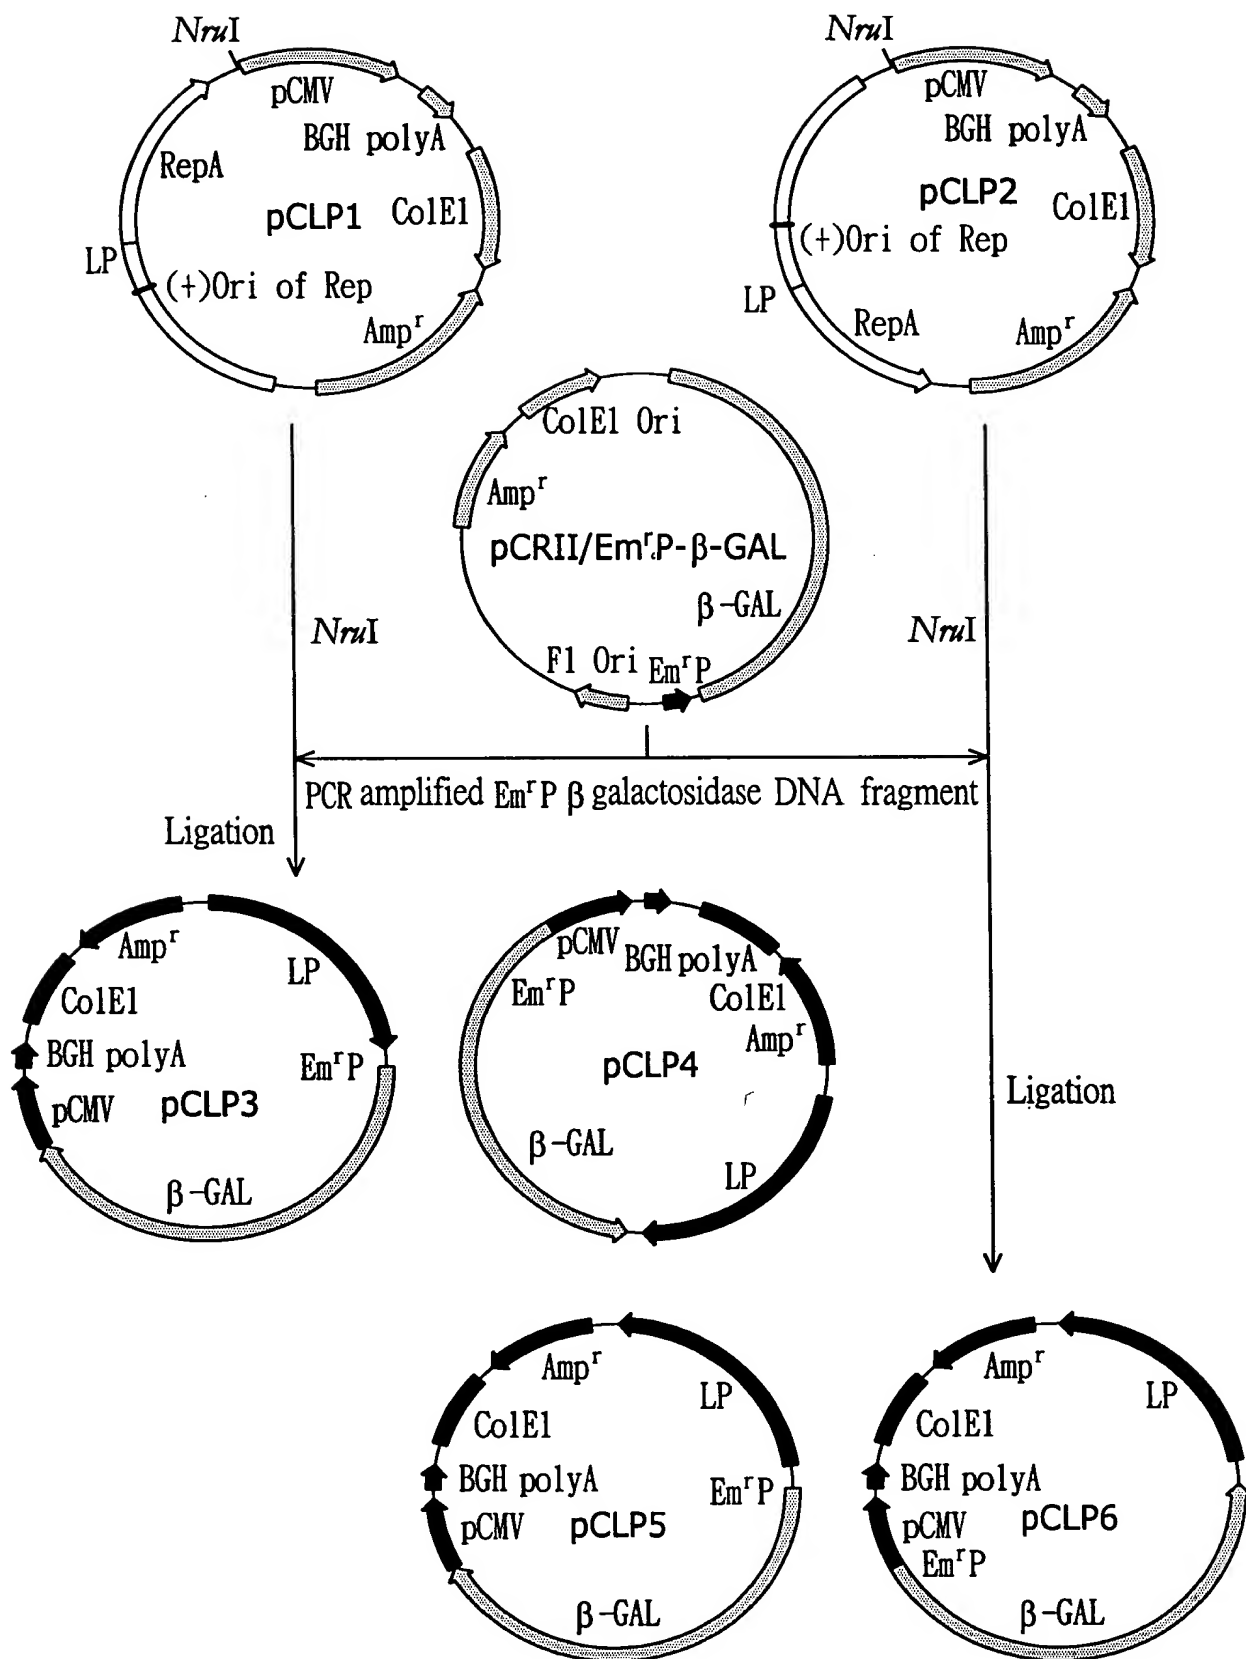 NruI
pCMV
BGH polyA
RepA
pCLP1
ColE1
LP
(+)Ori of Rep
Ampʳ
NruI
pCMV
BGH polyA
pCLP2
ColE1
(+)Ori of Rep
LP
RepA
Ampʳ
ColE1 Ori
Ampʳ
pCRII/EmʳP-β-GAL
β-GAL
F1 Ori
EmʳP
NruI
NruI
PCR amplified EmʳP β galactosidase DNA fragment
Ligation
Ampʳ
LP
ColE1
BGH polyA
EmʳP
pCMV
pCLP3
β-GAL
pCMV
BGH polyA
EmʳP
ColE1
Ampʳ
pCLP4
β-GAL
LP
Ligation
Ampʳ
LP
ColE1
BGH polyA
EmʳP
pCMV
pCLP5
β-GAL
Ampʳ
LP
ColE1
BGH polyA
pCMV
pCLP6
EmʳP
β-GAL